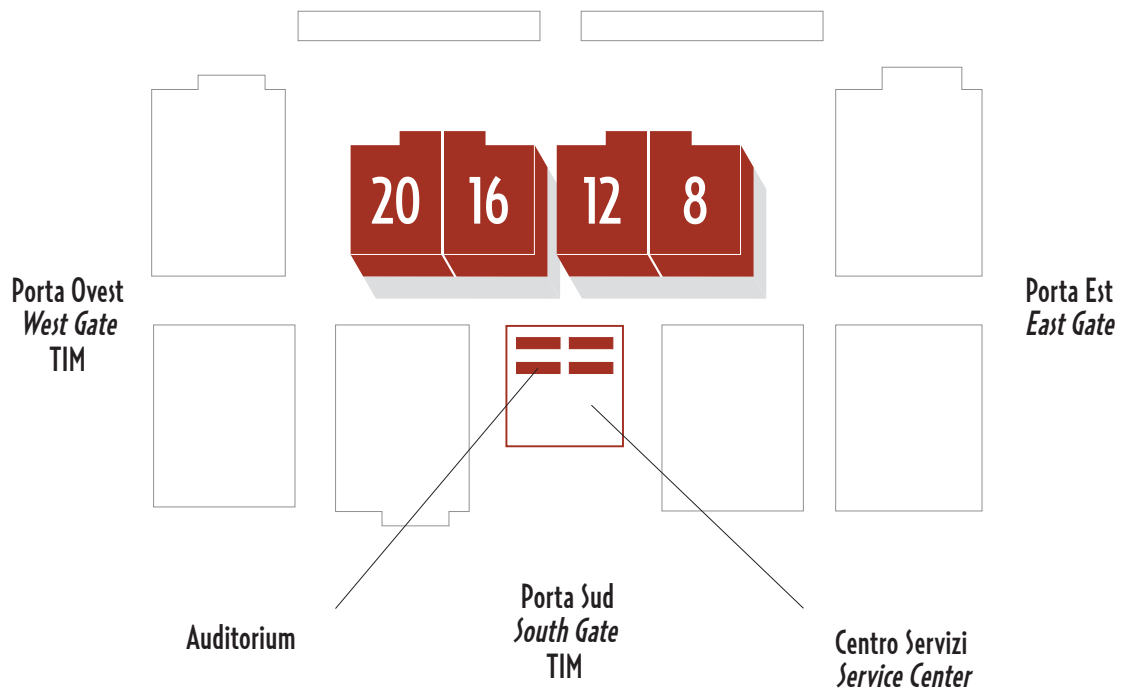 20 16 12 8
Porta Ovest
West Gate
TIM
Porta Est
East Gate
Auditorium
Porta Sud
South Gate
TIM
Centro Servizi
Service Center